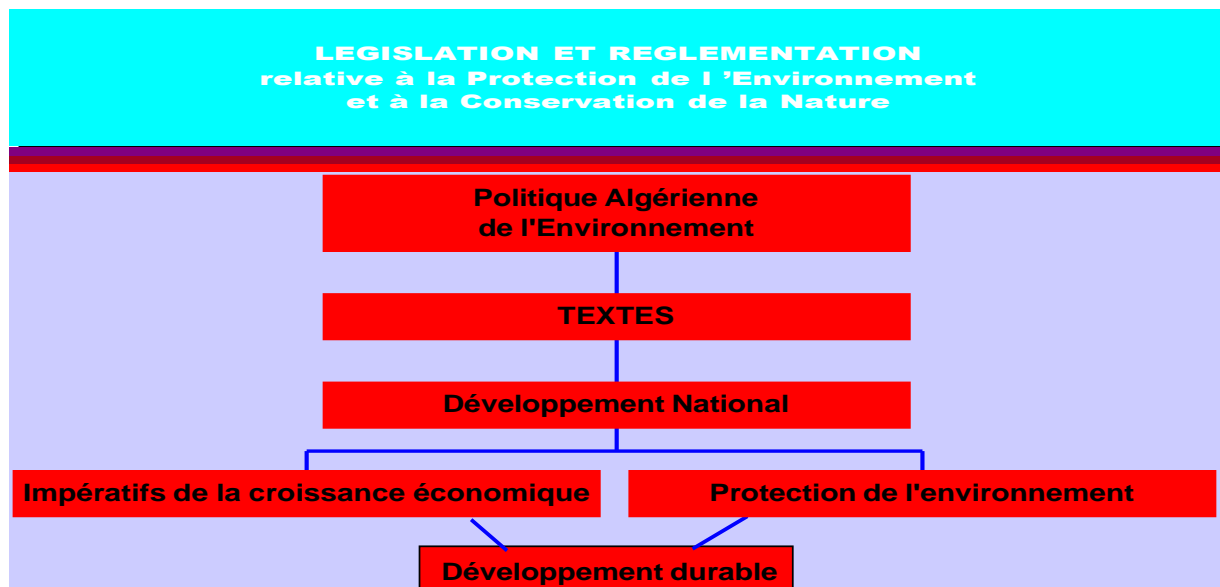 LEGISLATION ET REGLEMENTATION
relative à la Protection de l ’Environnement
et à la Conservation de la Nature
Politique Algérienne
de l'Environnement
TEXTES
Développement National
Impératifs de la croissance économique
Protection de l'environnement
Développement durable